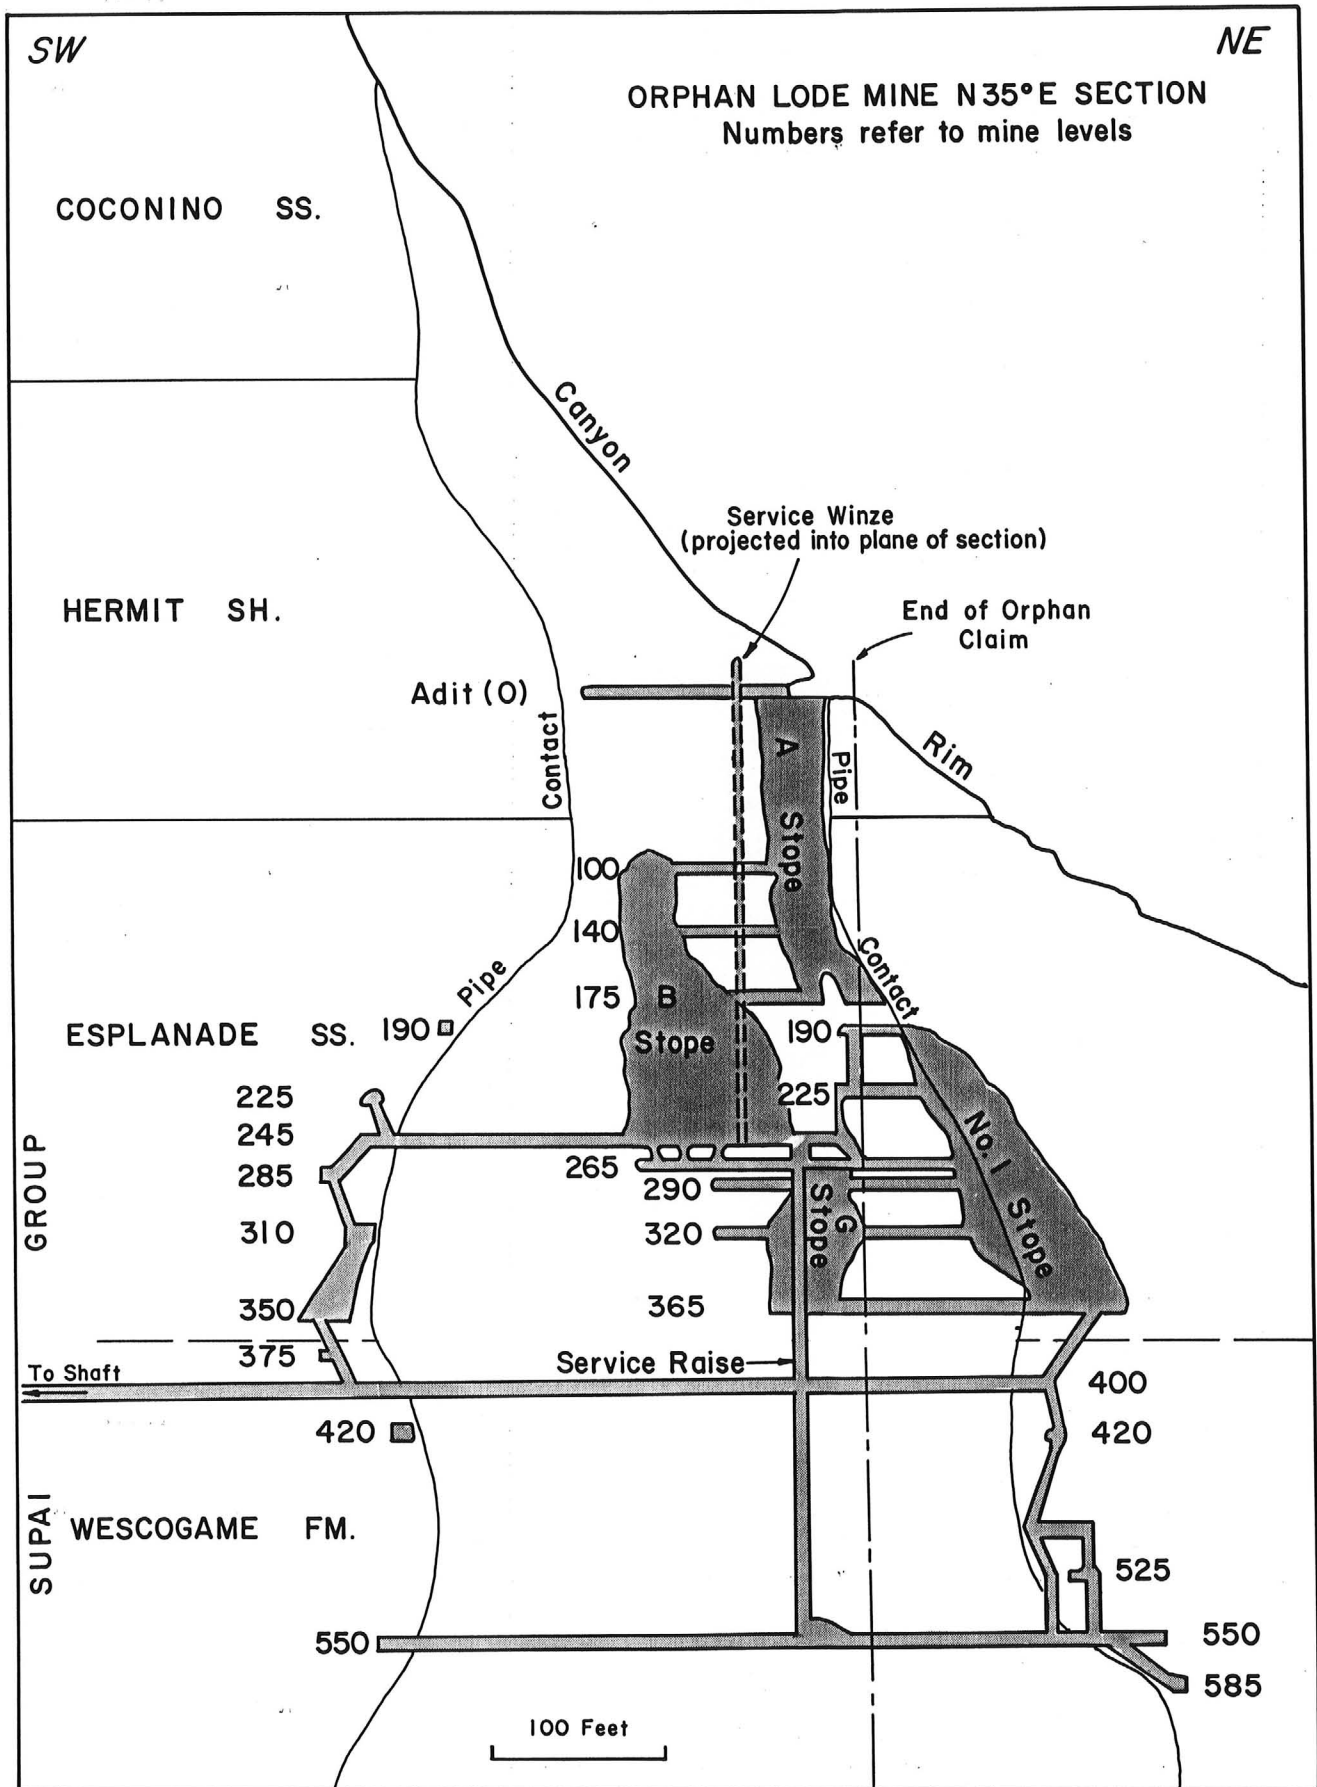 SW
NE
ORPHAN LODE MINE N35°E SECTION
Numbers refer to mine levels
COCONINO SS.
Canyon
Service Winze
(projected into plane of section)
HERMIT SH.
End of Orphan
Claim
Adit (O)
Contact
A
Stope
Pipe
Rim
100
140
Contact
Pipe
175
B
Stope
ESPLANADE SS.
190
190
225
225
No. 1 Stope
245
265
285
290
G
Stope
310
320
350
365
GROUP
375
Service Raise
To Shaft
400
420
420
SUPAI
WESCOGAME FM.
525
550
550
585
100 Feet